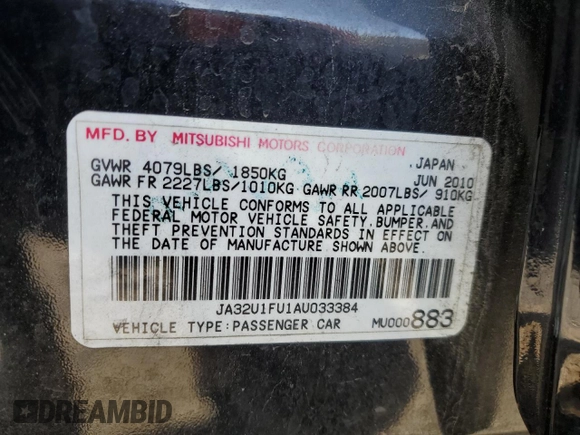 MFD. BY MITSUBISHI MOTORS CORPORATION
JAPAN
GVWR 4079LBS/ 1850KG JUN 2010
GAWR FR 2227LBS/1010KG GAWR RR 2007LBS/ 910KG
THIS VEHICLE CONFORMS TO ALL APPLICABLE
FEDERAL MOTOR VEHICLE SAFETY, BUMPER, AND
THEFT PREVENTION STANDARDS IN EFFECT ON
THE DATE OF MANUFACTURE SHOWN ABOVE.
JA32U1FU1AU033384
VEHICLE TYPE:PASSENGER CAR MU000883
DREAMBID